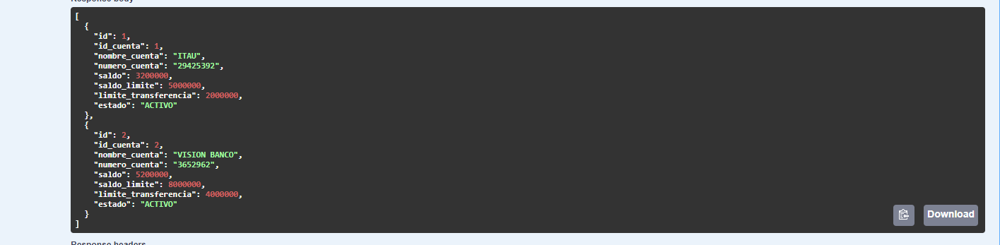 Response body
[
  {
    "id": 1,
    "id_cuenta": 1,
    "nombre_cuenta": "ITAU",
    "numero_cuenta": "29425392",
    "saldo": 3200000,
    "saldo_limite": 5000000,
    "limite_transferencia": 2000000,
    "estado": "ACTIVO"
  },
  {
    "id": 2,
    "id_cuenta": 2,
    "nombre_cuenta": "VISION BANCO",
    "numero_cuenta": "3652962",
    "saldo": 5200000,
    "saldo_limite": 8000000,
    "limite_transferencia": 4000000,
    "estado": "ACTIVO"
  }
]
Download
Response headers